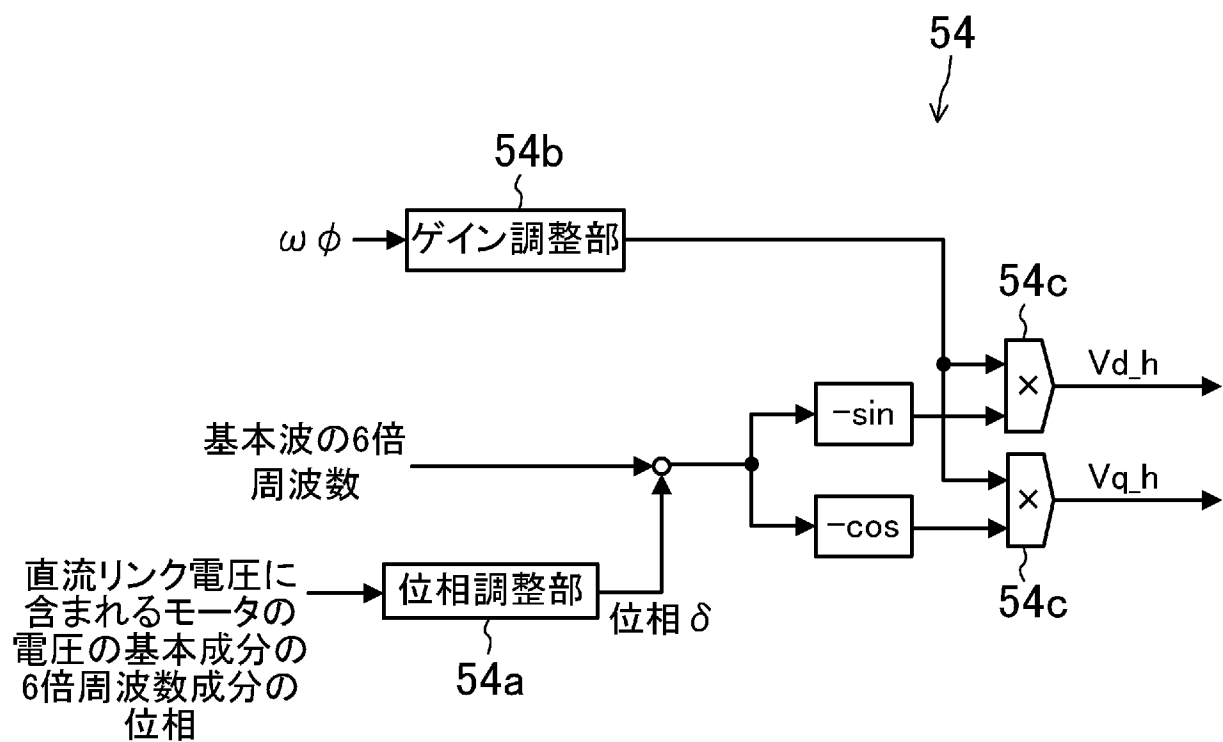 54
54b
ωφ
ゲイン調整部
54c
×
Vd_h
-sin
基本波の6倍
周波数
×
Vq_h
-cos
54c
直流リンク電圧に
含まれるモータの
電圧の基本成分の
6倍周波数成分の
位相
位相調整部
位相δ
54a